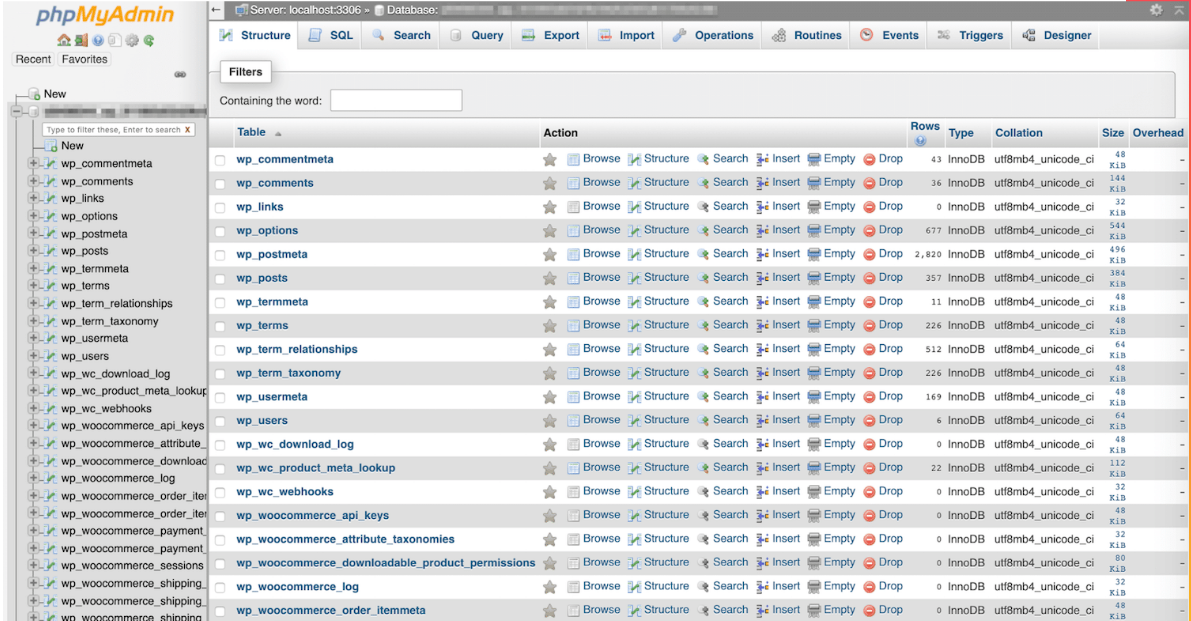 phpMyAdmin
Recent Favorites
New
Type to filter these, Enter to search X
New
wp_commentmeta
wp_comments
wp_links
wp_options
wp_postmeta
wp_posts
wp_termmeta
wp_terms
wp_term_relationships
wp_term_taxonomy
wp_usermeta
wp_users
wp_wc_download_log
wp_wc_product_meta_lookup
wp_wc_webhooks
wp_woocommerce_api_keys
wp_woocommerce_attribute_
wp_woocommerce_download
wp_woocommerce_log
wp_woocommerce_order_iter
wp_woocommerce_order_iter
wp_woocommerce_payment_
wp_woocommerce_payment_
wp_woocommerce_sessions
wp_woocommerce_shipping_
wp_woocommerce_shipping_
wp_woocommerce_shipping
Server: localhost:3306 » Database:
Structure SQL Search Query Export Import Operations Routines Events Triggers Designer
Filters
Containing the word:
Table Action Rows Type Collation Size Overhead
wp_commentmeta Browse Structure Search Insert Empty Drop 43 InnoDB utf8mb4_unicode_ci 48 KiB -
wp_comments Browse Structure Search Insert Empty Drop 36 InnoDB utf8mb4_unicode_ci 144 KiB -
wp_links Browse Structure Search Insert Empty Drop 0 InnoDB utf8mb4_unicode_ci 32 KiB -
wp_options Browse Structure Search Insert Empty Drop 677 InnoDB utf8mb4_unicode_ci 544 KiB -
wp_postmeta Browse Structure Search Insert Empty Drop 2,820 InnoDB utf8mb4_unicode_ci 496 KiB -
wp_posts Browse Structure Search Insert Empty Drop 357 InnoDB utf8mb4_unicode_ci 384 KiB -
wp_termmeta Browse Structure Search Insert Empty Drop 11 InnoDB utf8mb4_unicode_ci 48 KiB -
wp_terms Browse Structure Search Insert Empty Drop 226 InnoDB utf8mb4_unicode_ci 48 KiB -
wp_term_relationships Browse Structure Search Insert Empty Drop 512 InnoDB utf8mb4_unicode_ci 64 KiB -
wp_term_taxonomy Browse Structure Search Insert Empty Drop 226 InnoDB utf8mb4_unicode_ci 48 KiB -
wp_usermeta Browse Structure Search Insert Empty Drop 169 InnoDB utf8mb4_unicode_ci 48 KiB -
wp_users Browse Structure Search Insert Empty Drop 6 InnoDB utf8mb4_unicode_ci 64 KiB -
wp_wc_download_log Browse Structure Search Insert Empty Drop 0 InnoDB utf8mb4_unicode_ci 48 KiB -
wp_wc_product_meta_lookup Browse Structure Search Insert Empty Drop 22 InnoDB utf8mb4_unicode_ci 112 KiB -
wp_wc_webhooks Browse Structure Search Insert Empty Drop 0 InnoDB utf8mb4_unicode_ci 32 KiB -
wp_woocommerce_api_keys Browse Structure Search Insert Empty Drop 0 InnoDB utf8mb4_unicode_ci 48 KiB -
wp_woocommerce_attribute_taxonomies Browse Structure Search Insert Empty Drop 0 InnoDB utf8mb4_unicode_ci 32 KiB -
wp_woocommerce_downloadable_product_permissions Browse Structure Search Insert Empty Drop 0 InnoDB utf8mb4_unicode_ci 80 KiB -
wp_woocommerce_log Browse Structure Search Insert Empty Drop 0 InnoDB utf8mb4_unicode_ci 32 KiB -
wp_woocommerce_order_itemmeta Browse Structure Search Insert Empty Drop 0 InnoDB utf8mb4_unicode_ci 48 KiB -